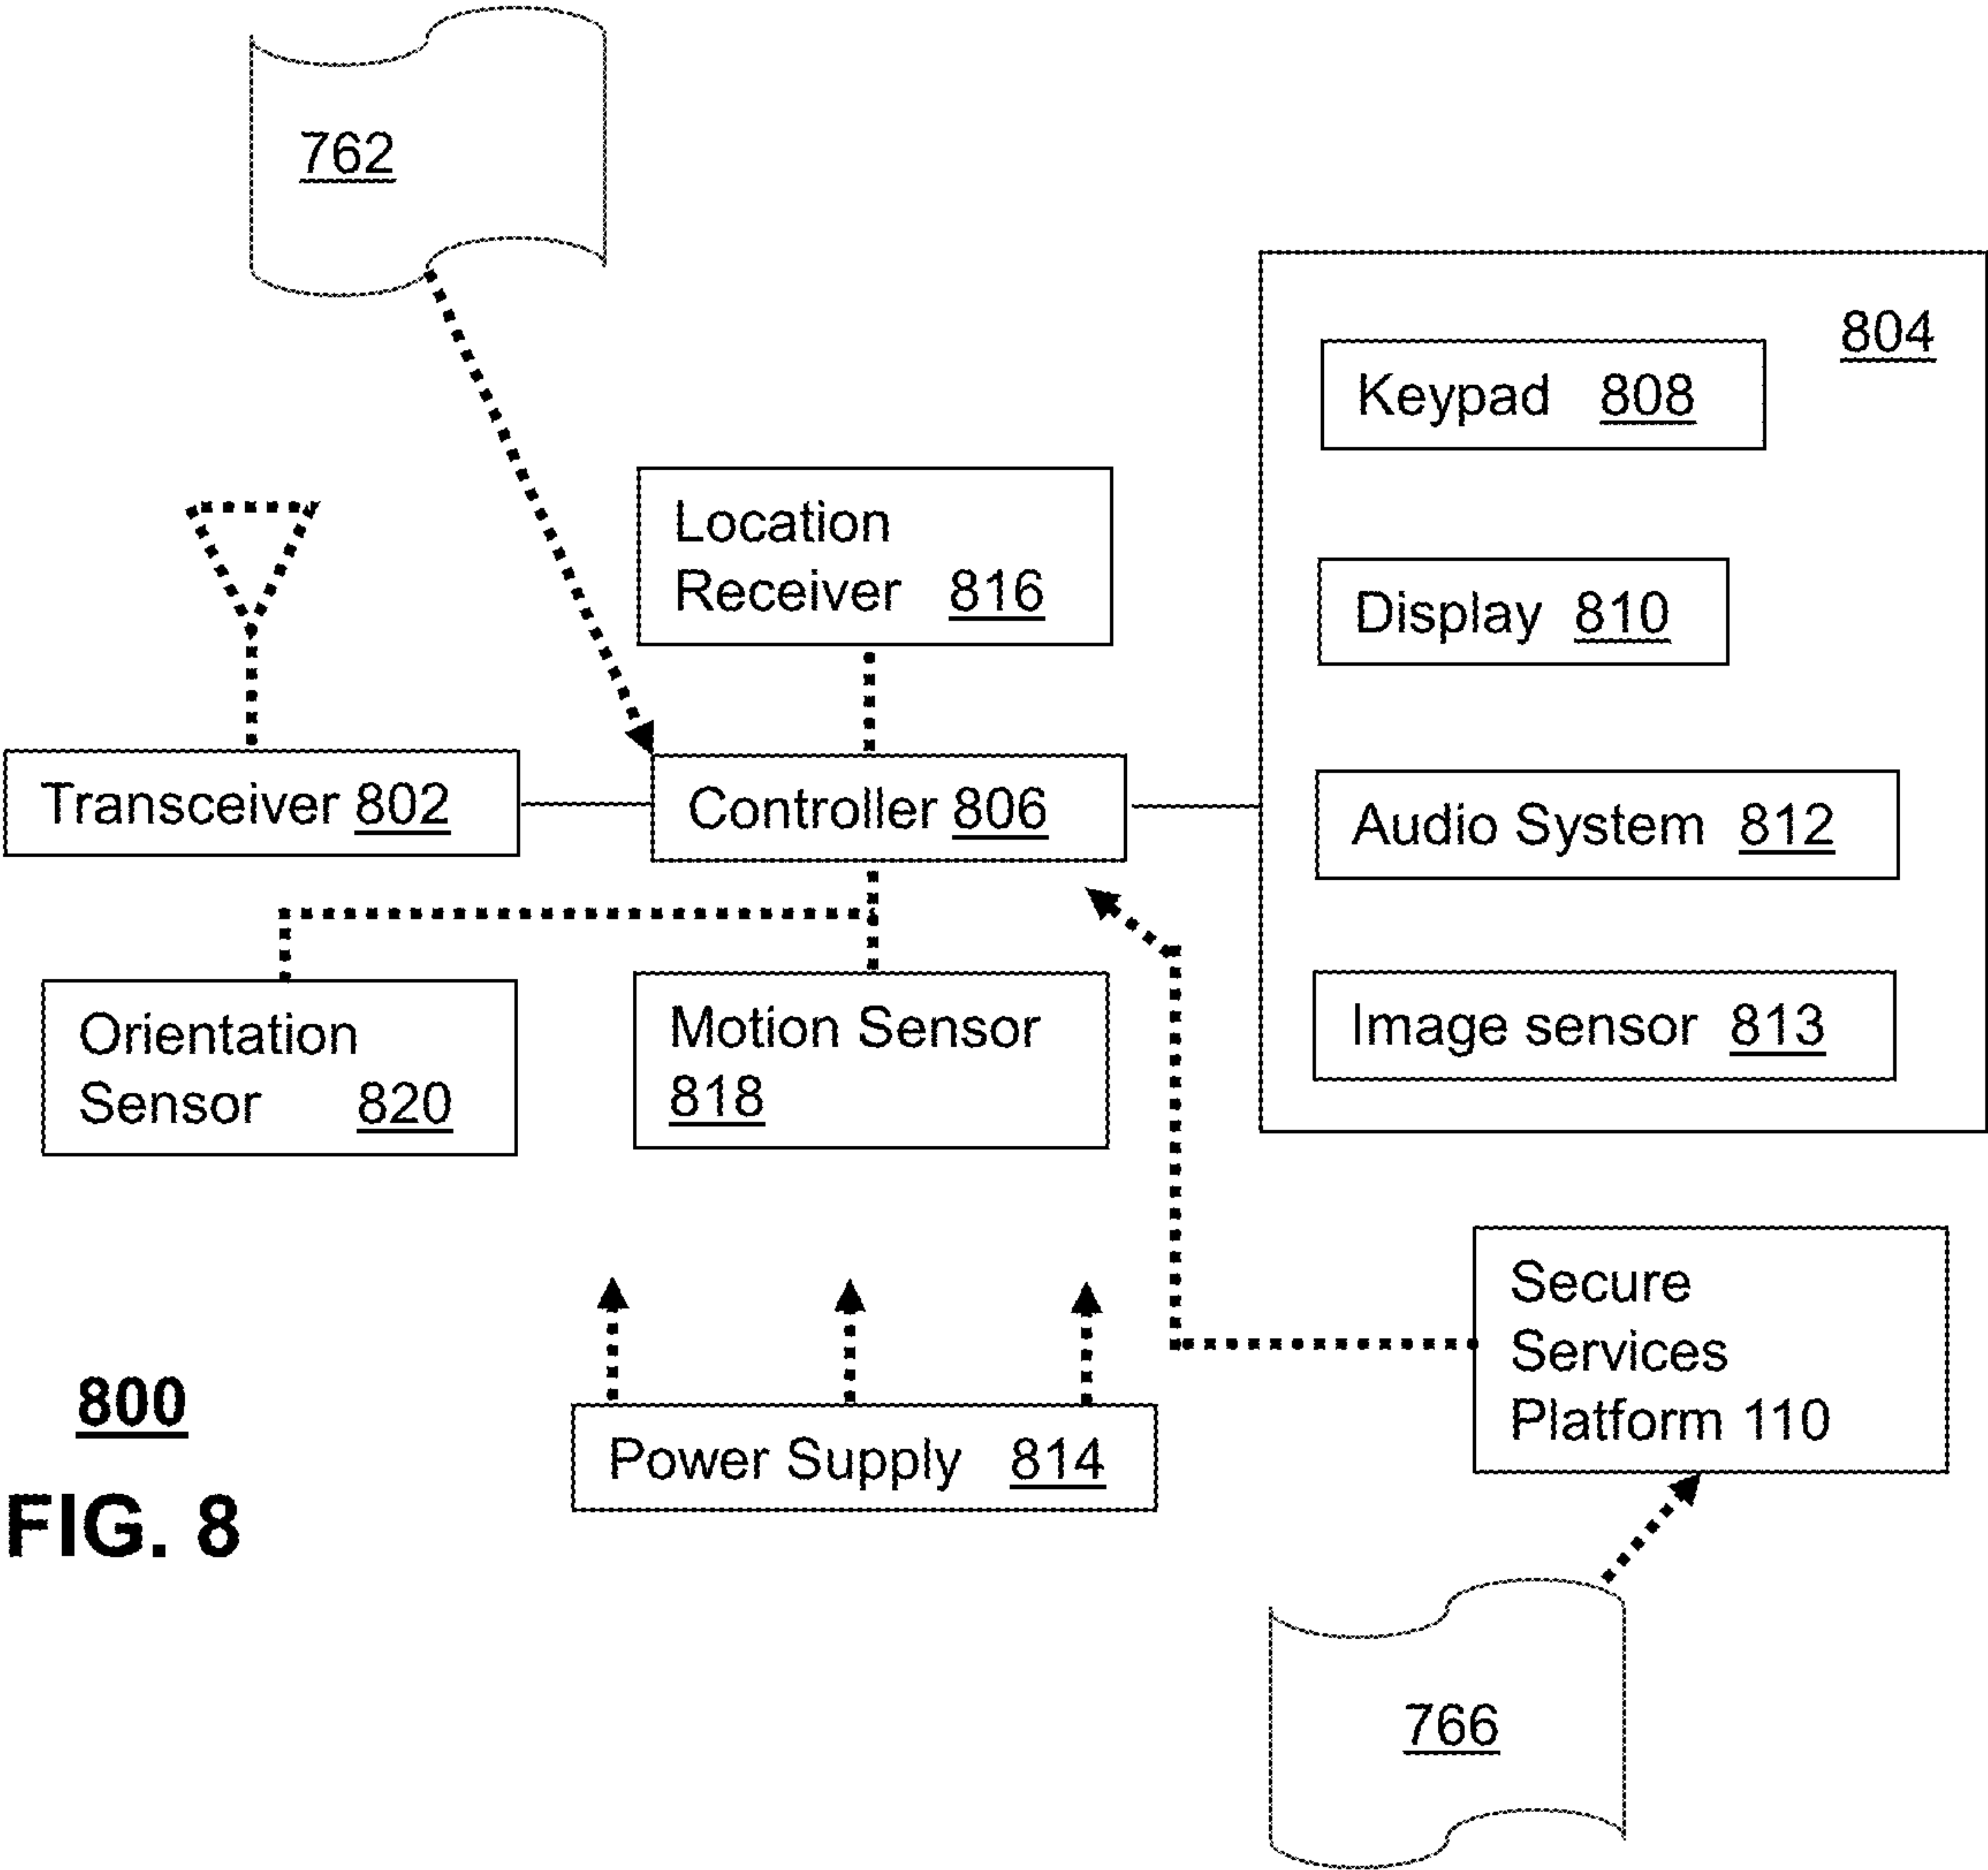 762
804
Keypad 808
Location
Receiver 816
Display 810
Transceiver 802
Controller 806
Audio System 812
Orientation
Sensor 820
Motion Sensor
818
Image sensor 813
Secure
Services
Platform 110
800
Power Supply 814
FIG. 8
766